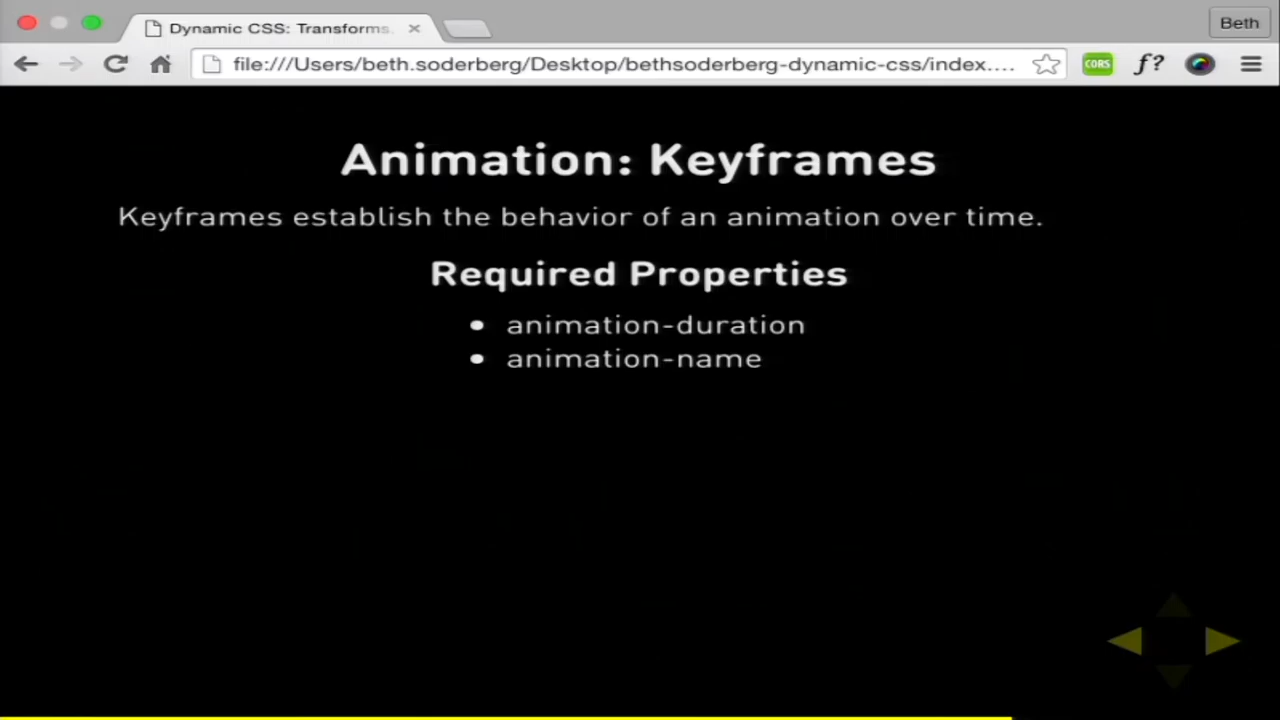 Dynamic CSS: Transforms.
Beth
file:///Users/beth.soderberg/Desktop/bethsoderberg-dynamic-css/index....
CORS
f?
Animation: Keyframes
Keyframes establish the behavior of an animation over time.
Required Properties
• animation-duration
• animation-name